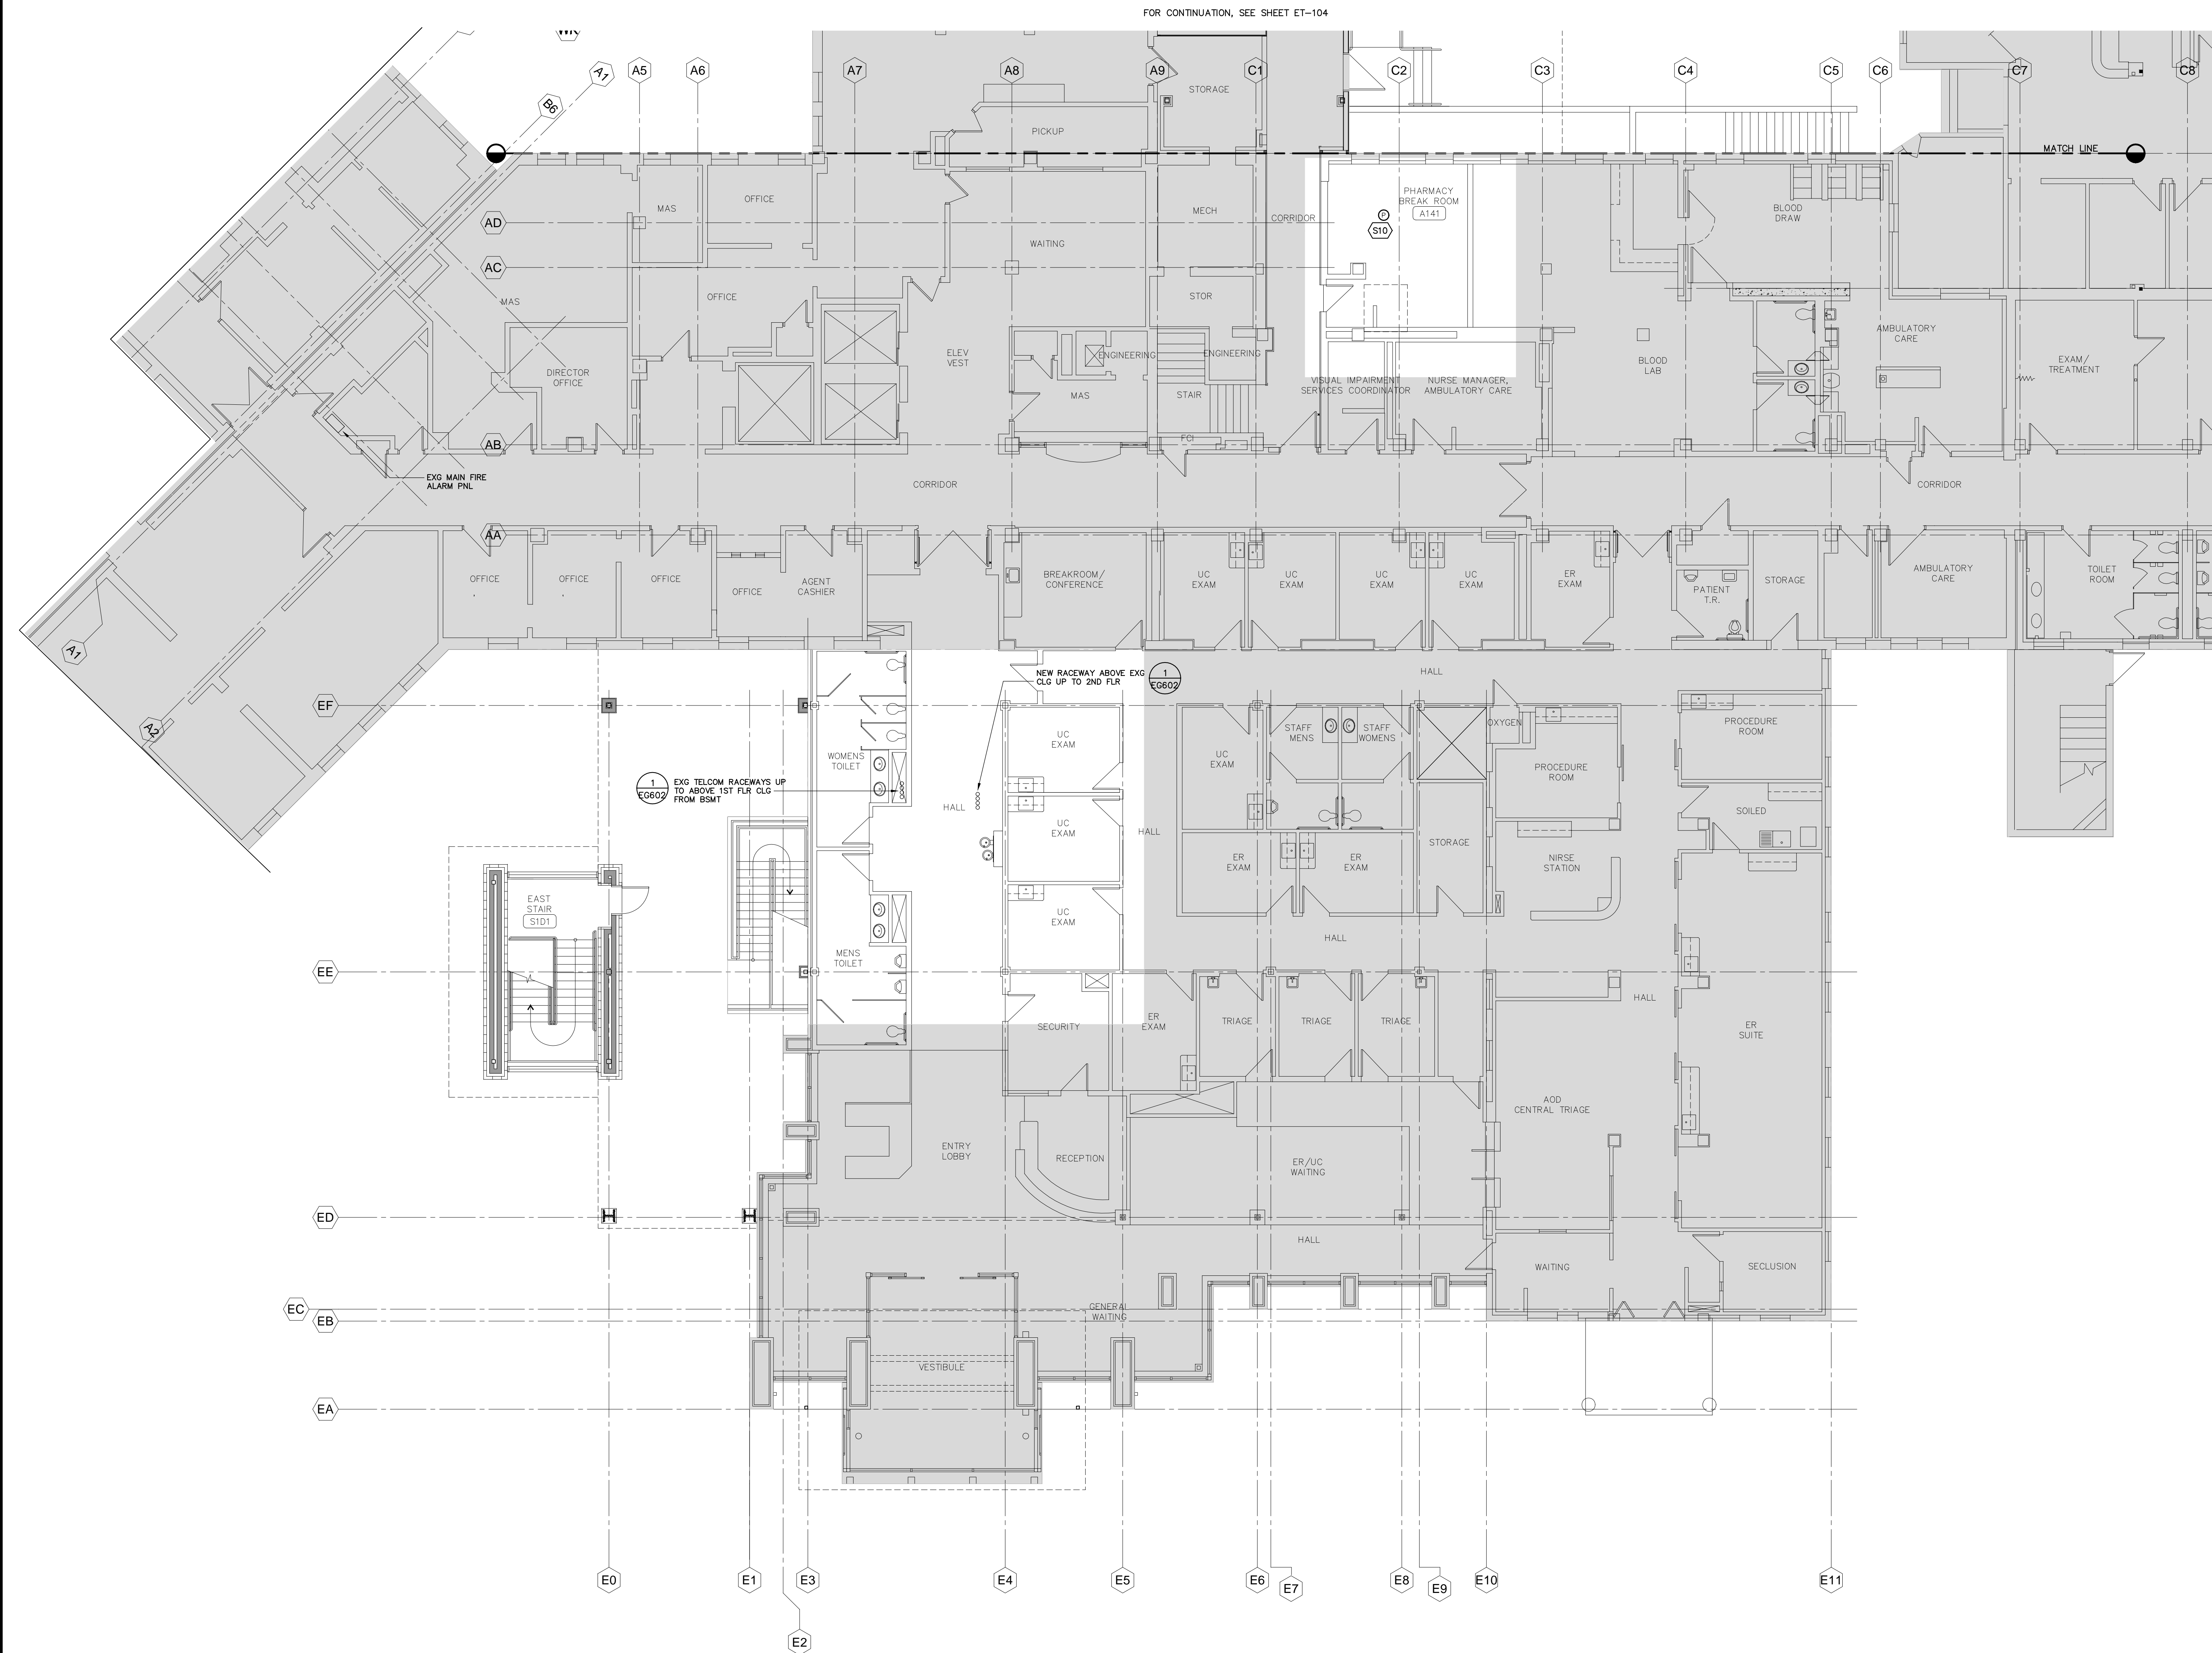 FOR CONTINUATION, SEE SHEET ET-104
A1
B6
A5
A6
A7
A8
A9
C1
C2
C3
C4
C5
C6
C7
C8
STORAGE
PICKUP
MATCH LINE
MAS
OFFICE
MECH
CORRIDOR
PHARMACY
BREAK ROOM
A141
P
S10
BLOOD
DRAW
AD
WAITING
AC
MAS
OFFICE
STOR
AMBULATORY
CARE
ELEV
VEST
ENGINEERING
ENGINEERING
DIRECTOR
OFFICE
BLOOD
LAB
EXAM/
TREATMENT
VISUAL IMPAIRMENT
SERVICES COORDINATOR
NURSE MANAGER,
AMBULATORY CARE
MAS
STAIR
AB
FCI
EXG MAIN FIRE
ALARM PNL
CORRIDOR
CORRIDOR
AA
OFFICE
OFFICE
OFFICE
OFFICE
AGENT
CASHIER
BREAKROOM/
CONFERENCE
UC
EXAM
UC
EXAM
UC
EXAM
UC
EXAM
ER
EXAM
PATIENT
T.R.
STORAGE
AMBULATORY
CARE
TOILET
ROOM
A1
A2
NEW RACEWAY ABOVE EXG
CLG UP TO 2ND FLR
1
EG602
HALL
EF
UC
EXAM
UC
EXAM
STAFF
MENS
STAFF
WOMENS
OXYGEN
PROCEDURE
ROOM
PROCEDURE
ROOM
WOMENS
TOILET
1
EG602
EXG TELCOM RACEWAYS UP
TO ABOVE 1ST FLR CLG
FROM BSMT
HALL
UC
EXAM
HALL
STORAGE
SOILED
ER
EXAM
ER
EXAM
NIRSE
STATION
EAST
STAIR
S1D1
UC
EXAM
HALL
MENS
TOILET
EE
HALL
SECURITY
ER
EXAM
TRIAGE
TRIAGE
TRIAGE
ER
SUITE
AOD
CENTRAL TRIAGE
ENTRY
LOBBY
RECEPTION
ER/UC
WAITING
ED
HALL
WAITING
SECLUSION
EC
EB
GENERAL
WAITING
VESTIBULE
EA
E0
E1
E3
E4
E5
E6
E7
E8
E9
E10
E11
E2